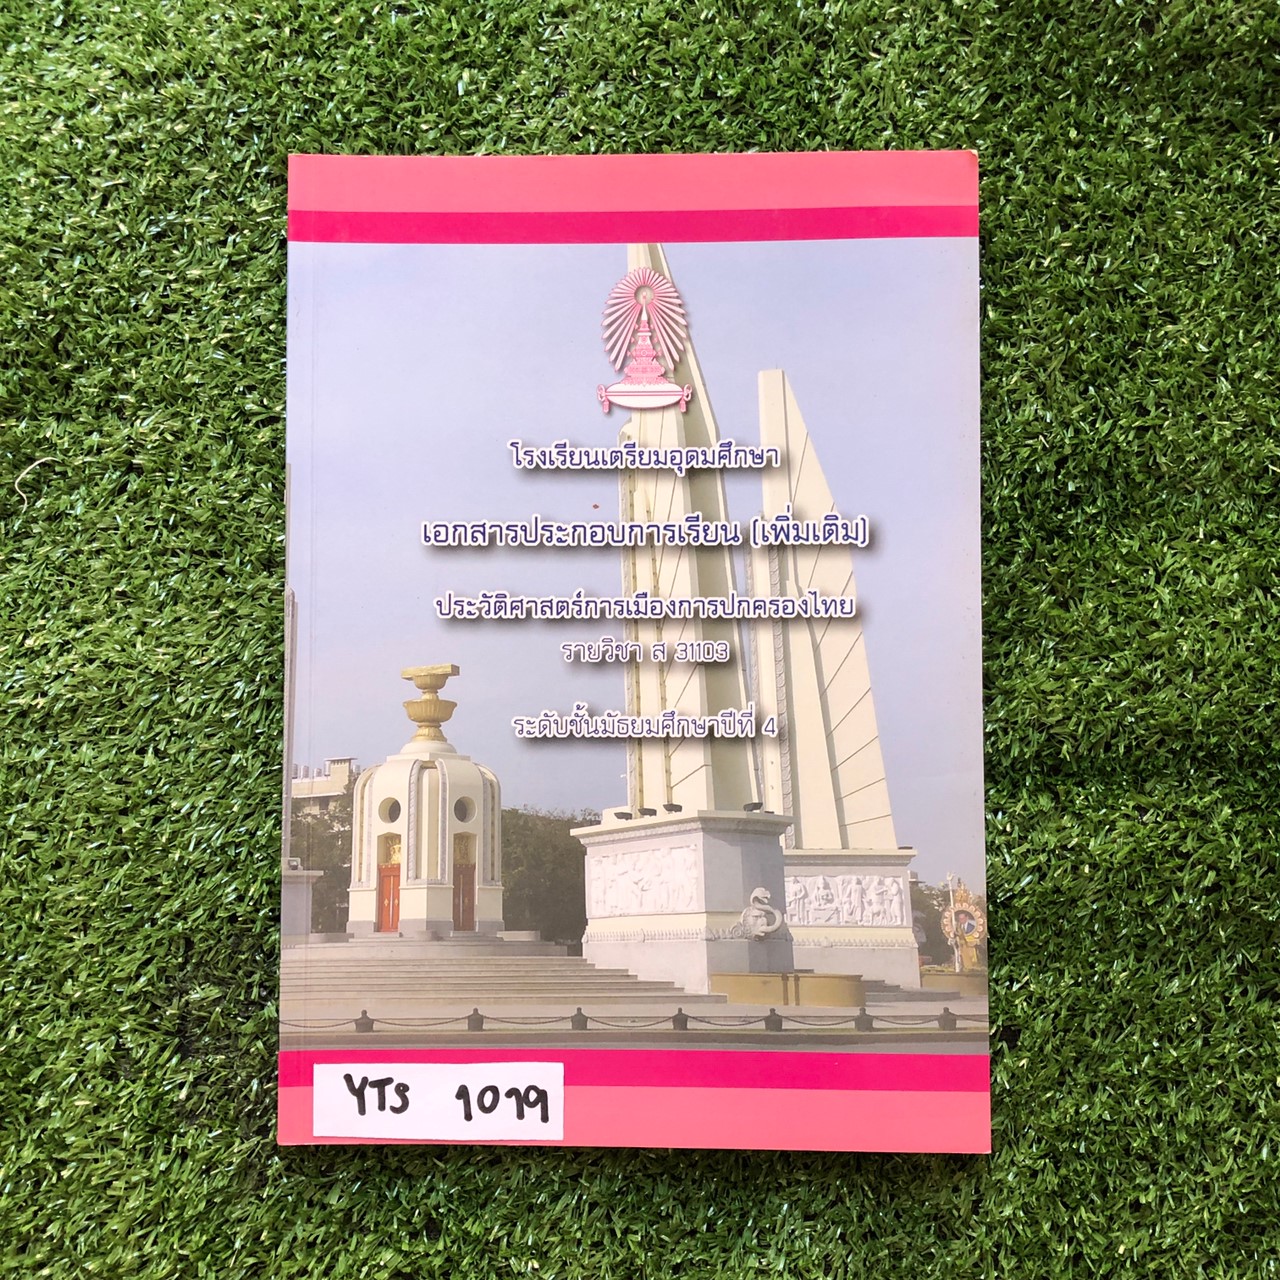 โรงเรียนเตรียมอุดมศึกษา
เอกสารประกอบการเรียน (เพิ่มเติม)
ประวัติศาสตร์การเมืองการปกครองไทย
รายวิชา ส 31103
ระดับชั้นมัธยมศึกษาปีที่ 4
YTS 1019